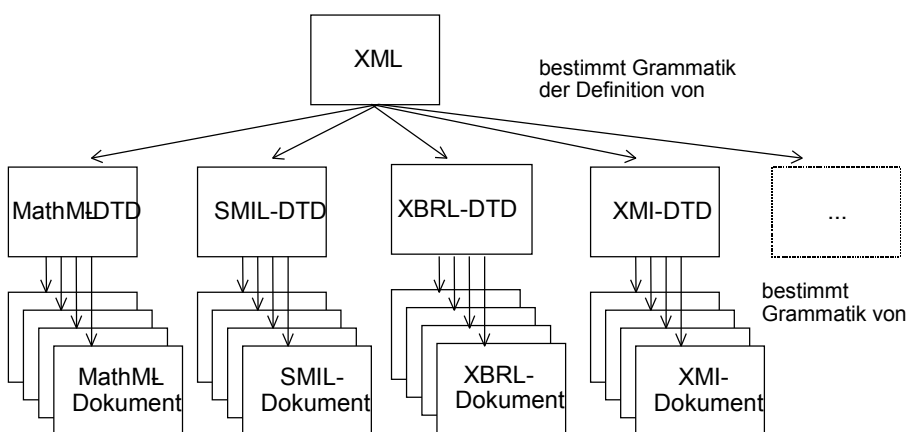 XML
bestimmt Grammatik
der Definition von
MathML-DTD
SMIL-DTD
XBRL-DTD
XMI-DTD
...
bestimmt
Grammatik von
MathML-
Dokument
SMIL-
Dokument
XBRL-
Dokument
XMI-
Dokument